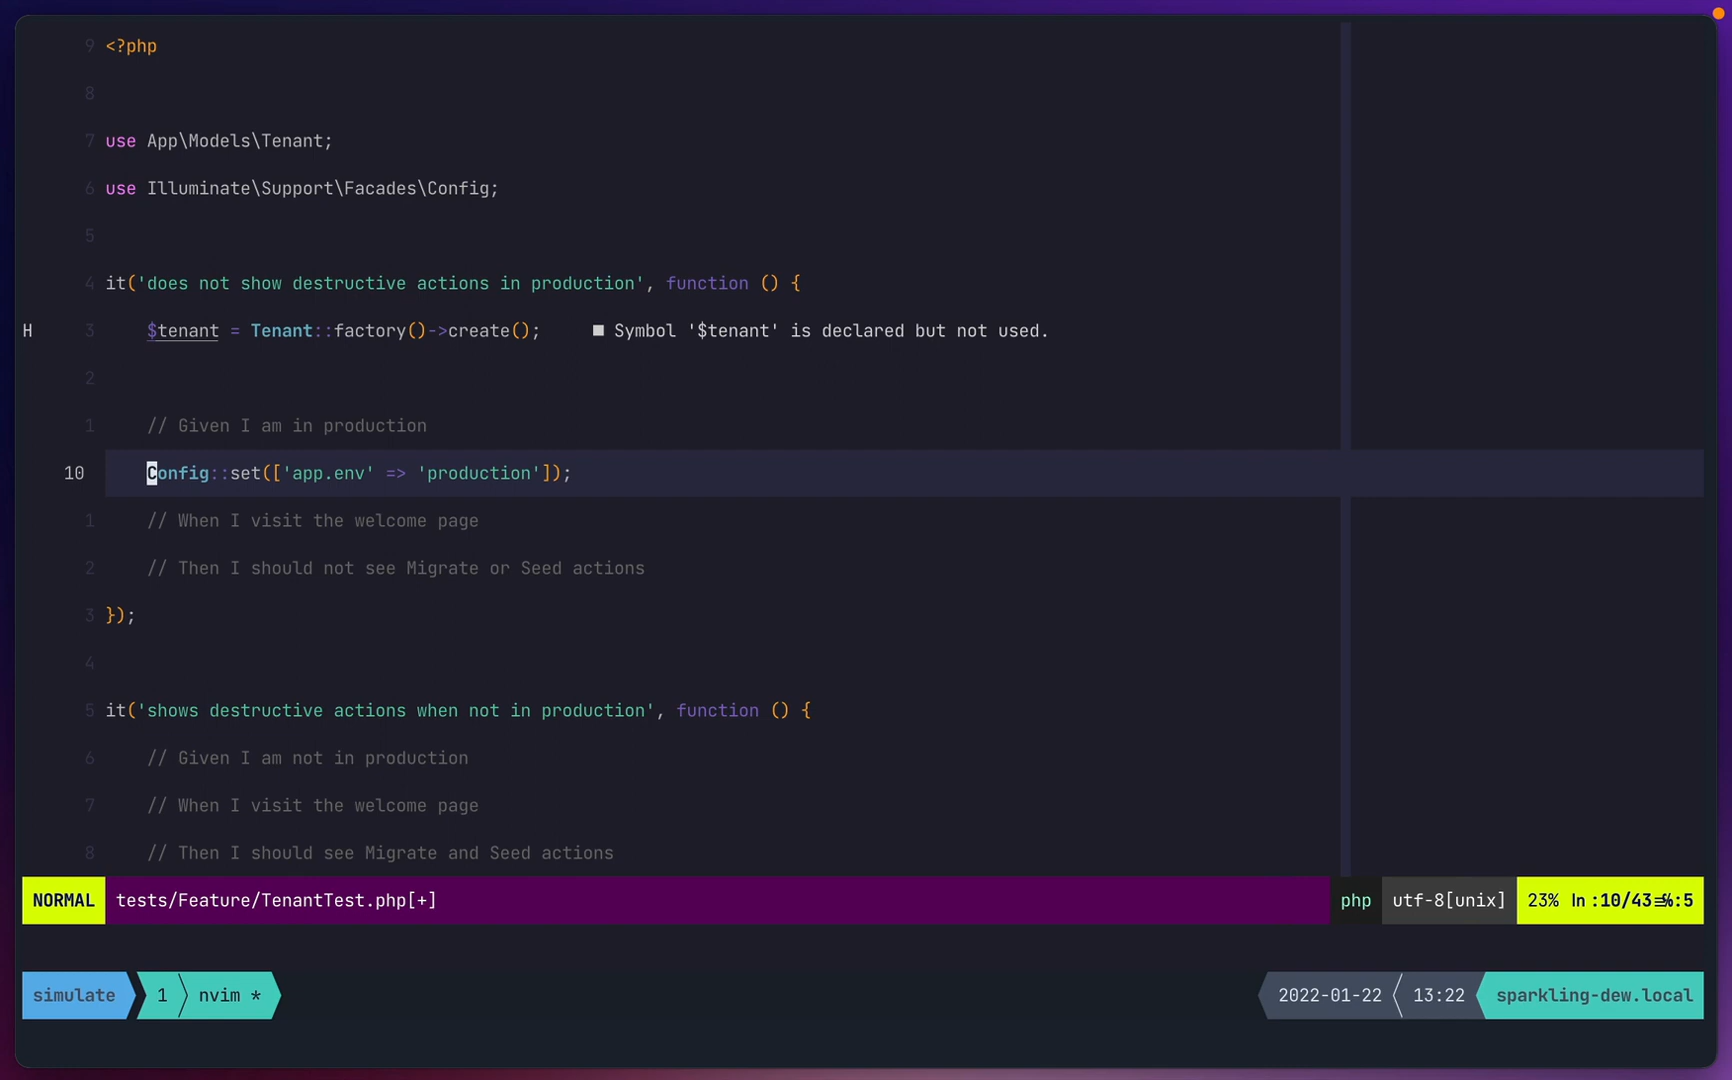 9 <?php
8
7 use App\Models\Tenant;
6 use Illuminate\Support\Facades\Config;
5
4 it('does not show destructive actions in production', function () {
H 3 $tenant = Tenant::factory()->create(); ■ Symbol '$tenant' is declared but not used.
2
1 // Given I am in production
10 Config::set(['app.env' => 'production']);
1 // When I visit the welcome page
2 // Then I should not see Migrate or Seed actions
3 });
4
5 it('shows destructive actions when not in production', function () {
6 // Given I am not in production
7 // When I visit the welcome page
8 // Then I should see Migrate and Seed actions
NORMAL tests/Feature/TenantTest.php[+] php utf-8[unix] 23% ln :10/43≡%:5
simulate 1 nvim * 2022-01-22 13:22 sparkling-dew.local